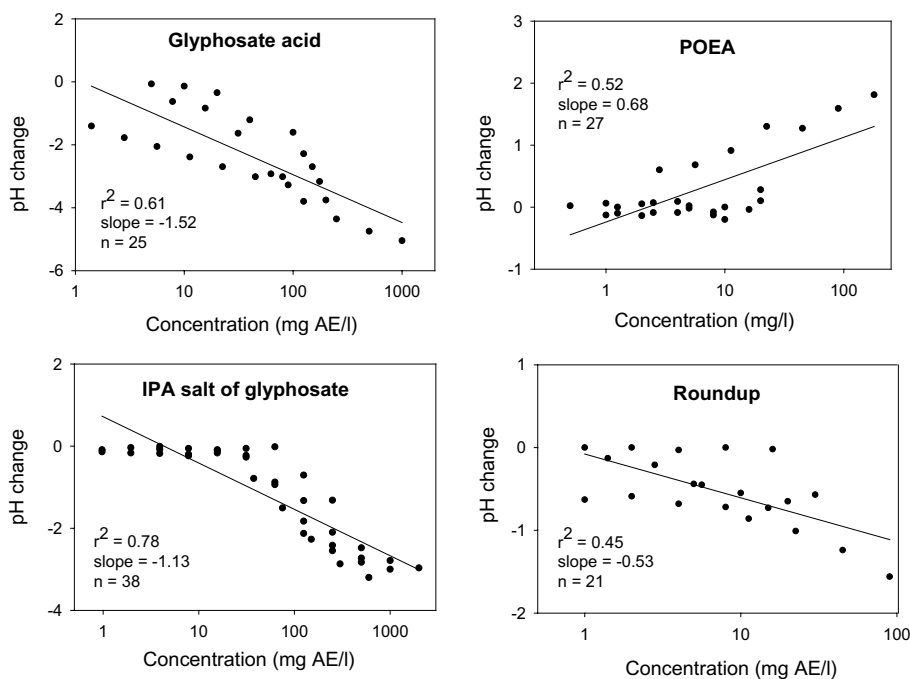 Glyphosate acid
2
0
-2
-4
-6
pH change
r2 = 0.61
slope = -1.52
n = 25
1 10 100 1000
Concentration (mg AE/l)
POEA
3
2
1
0
-1
pH change
r2 = 0.52
slope = 0.68
n = 27
1 10 100
Concentration (mg/l)
IPA salt of glyphosate
2
0
-2
-4
pH change
r2 = 0.78
slope = -1.13
n = 38
1 10 100 1000
Concentration (mg AE/l)
Roundup
1
0
-1
-2
pH change
r2 = 0.45
slope = -0.53
n = 21
1 10 100
Concentration (mg AE/l)